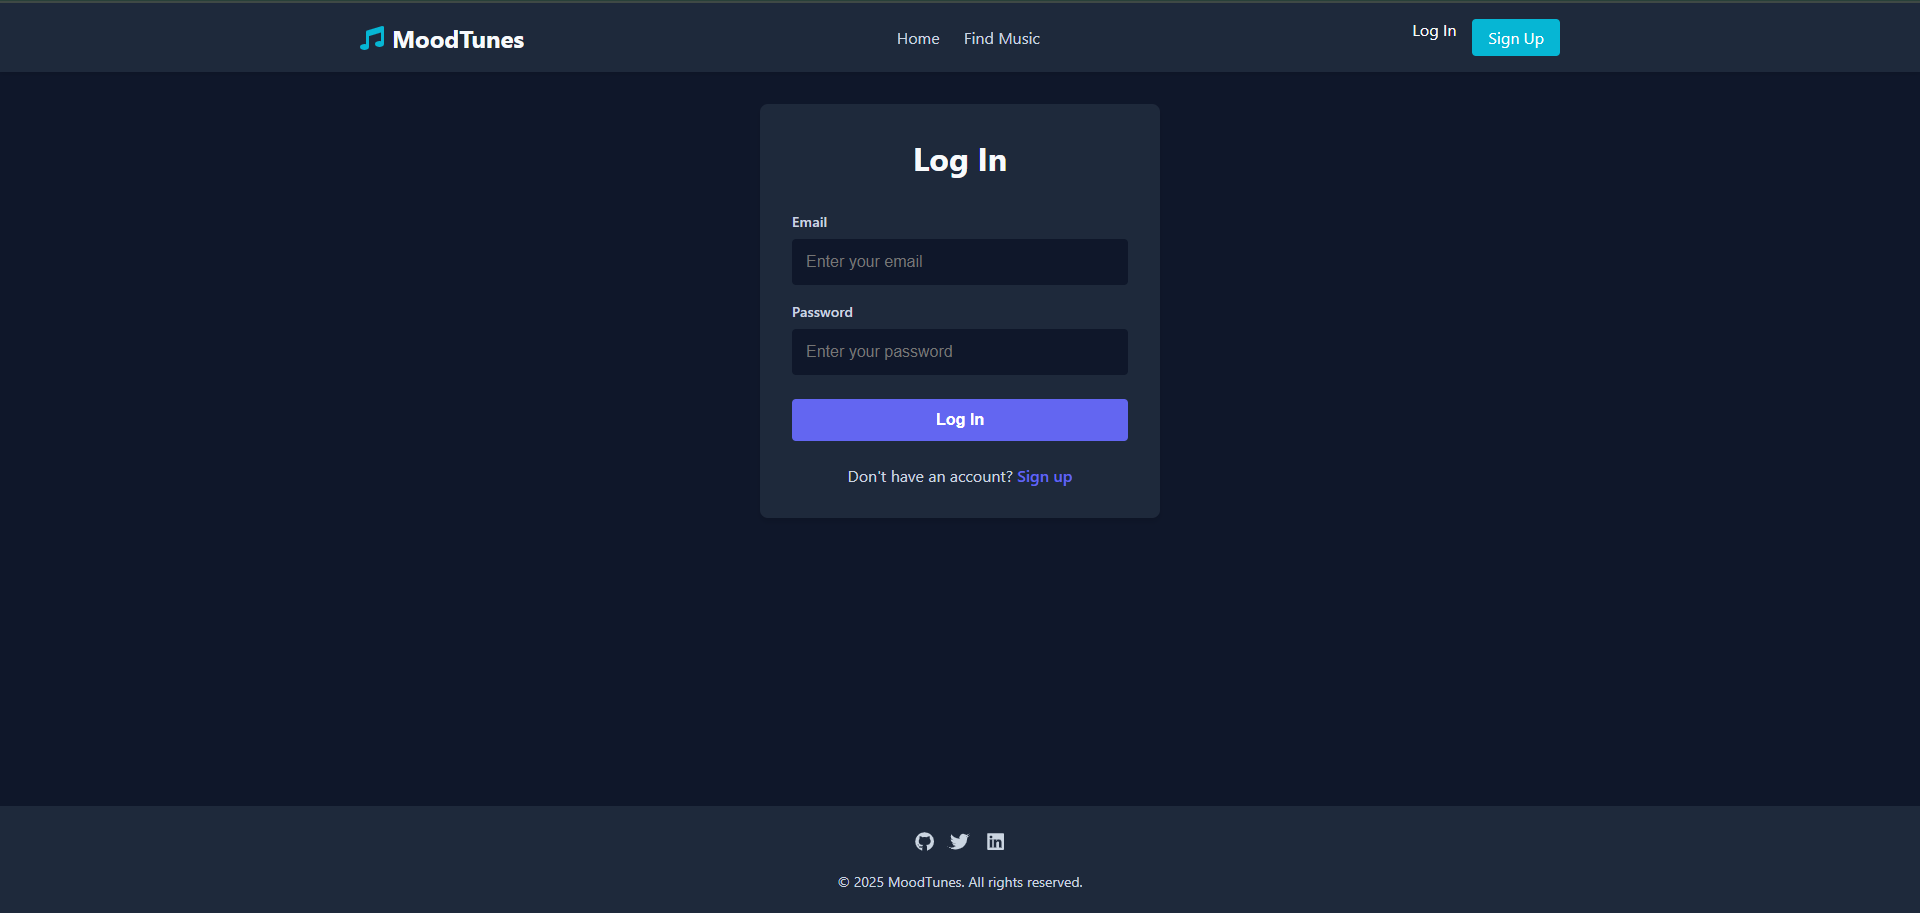 MoodTunes
Home Find Music
Log In Sign Up
Log In
Email
Enter your email
Password
Enter your password
Log In
Don't have an account? Sign up
© 2025 MoodTunes. All rights reserved.